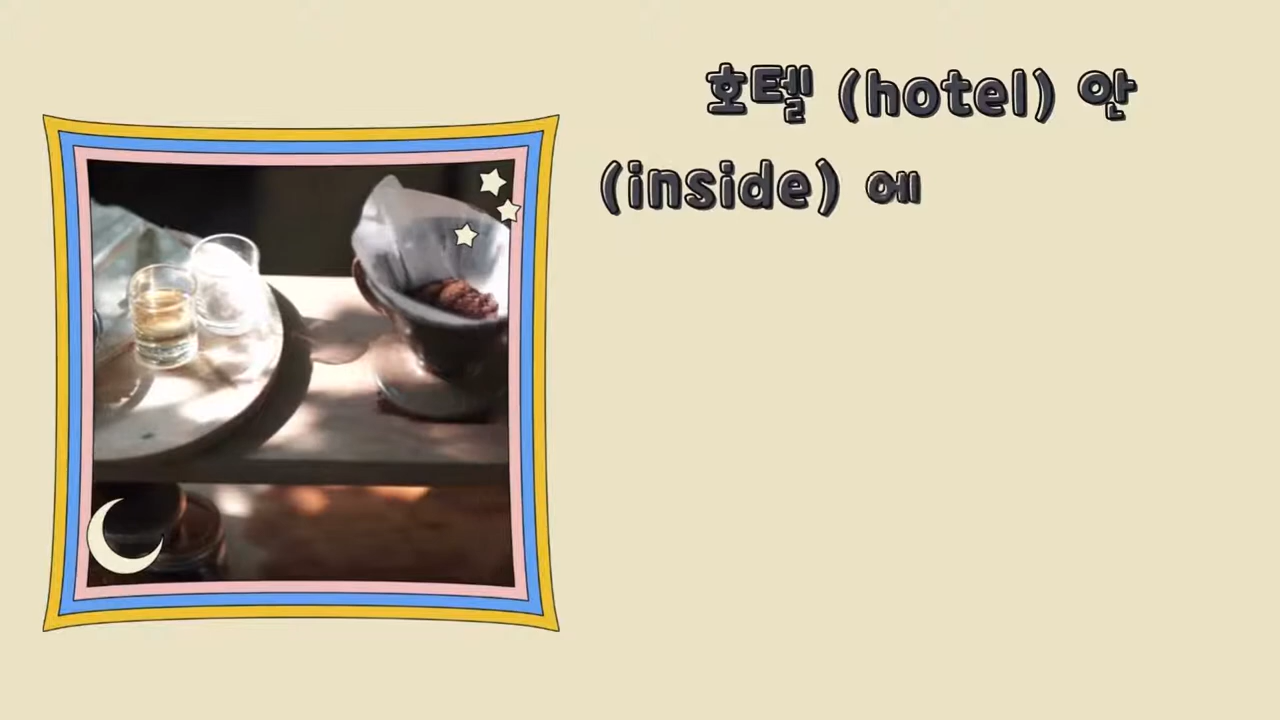 호텔 (hotel) 안
(inside) 에